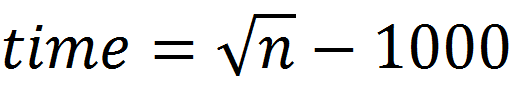 time = √n − 1000